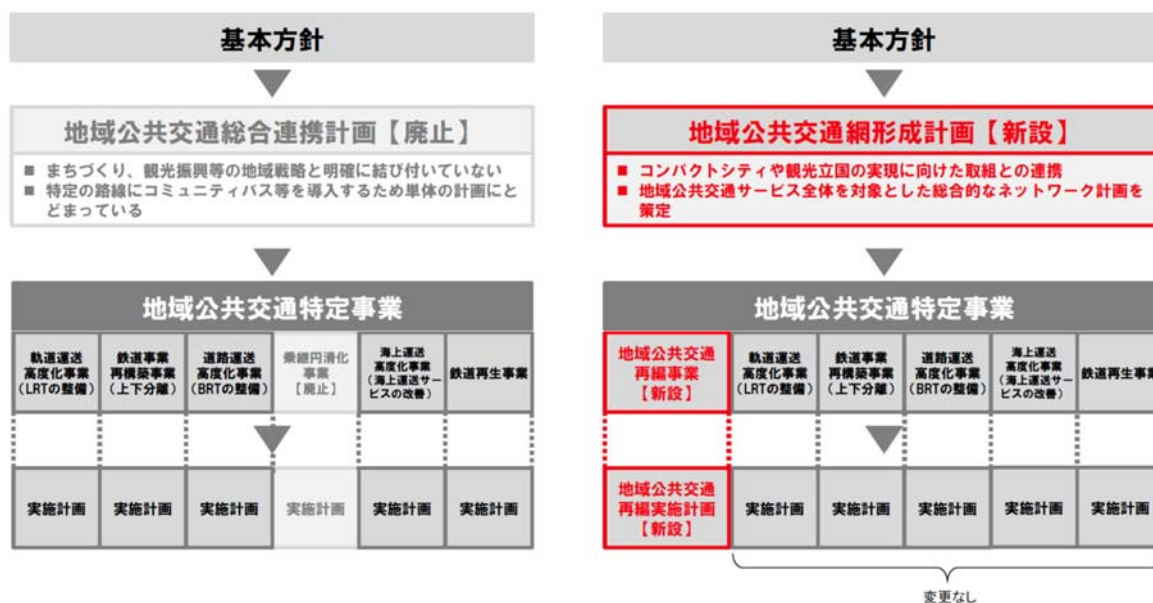 基本方針
地域公共交通総合連携計画【廃止】
■ まちづくり、観光振興等の地域戦略と明確に結び付いていない
■ 特定の路線にコミュニティバス等を導入するため単体の計画にと
どまっている
地域公共交通特定事業
軌道運送
高度化事業
(LRTの整備)
鉄道事業
再構築事業
(上下分離)
道路運送
高度化事業
(BRTの整備)
乗継円滑化
事業
【廃止】
海上運送
高度化事業
(海上運送サー
ビスの改善)
鉄道再生事業
実施計画
実施計画
実施計画
実施計画
実施計画
実施計画
基本方針
地域公共交通網形成計画【新設】
■ コンパクトシティや観光立国の実現に向けた取組との連携
■ 地域公共交通サービス全体を対象とした総合的なネットワーク計画を
策定
地域公共交通特定事業
地域公共交通
再編事業
【新設】
軌道運送
高度化事業
(LRTの整備)
鉄道事業
再構築事業
(上下分離)
道路運送
高度化事業
(BRTの整備)
海上運送
高度化事業
(海上運送サー
ビスの改善)
鉄道再生事業
地域公共交通
再編実施計画
【新設】
実施計画
実施計画
実施計画
実施計画
実施計画
変更なし